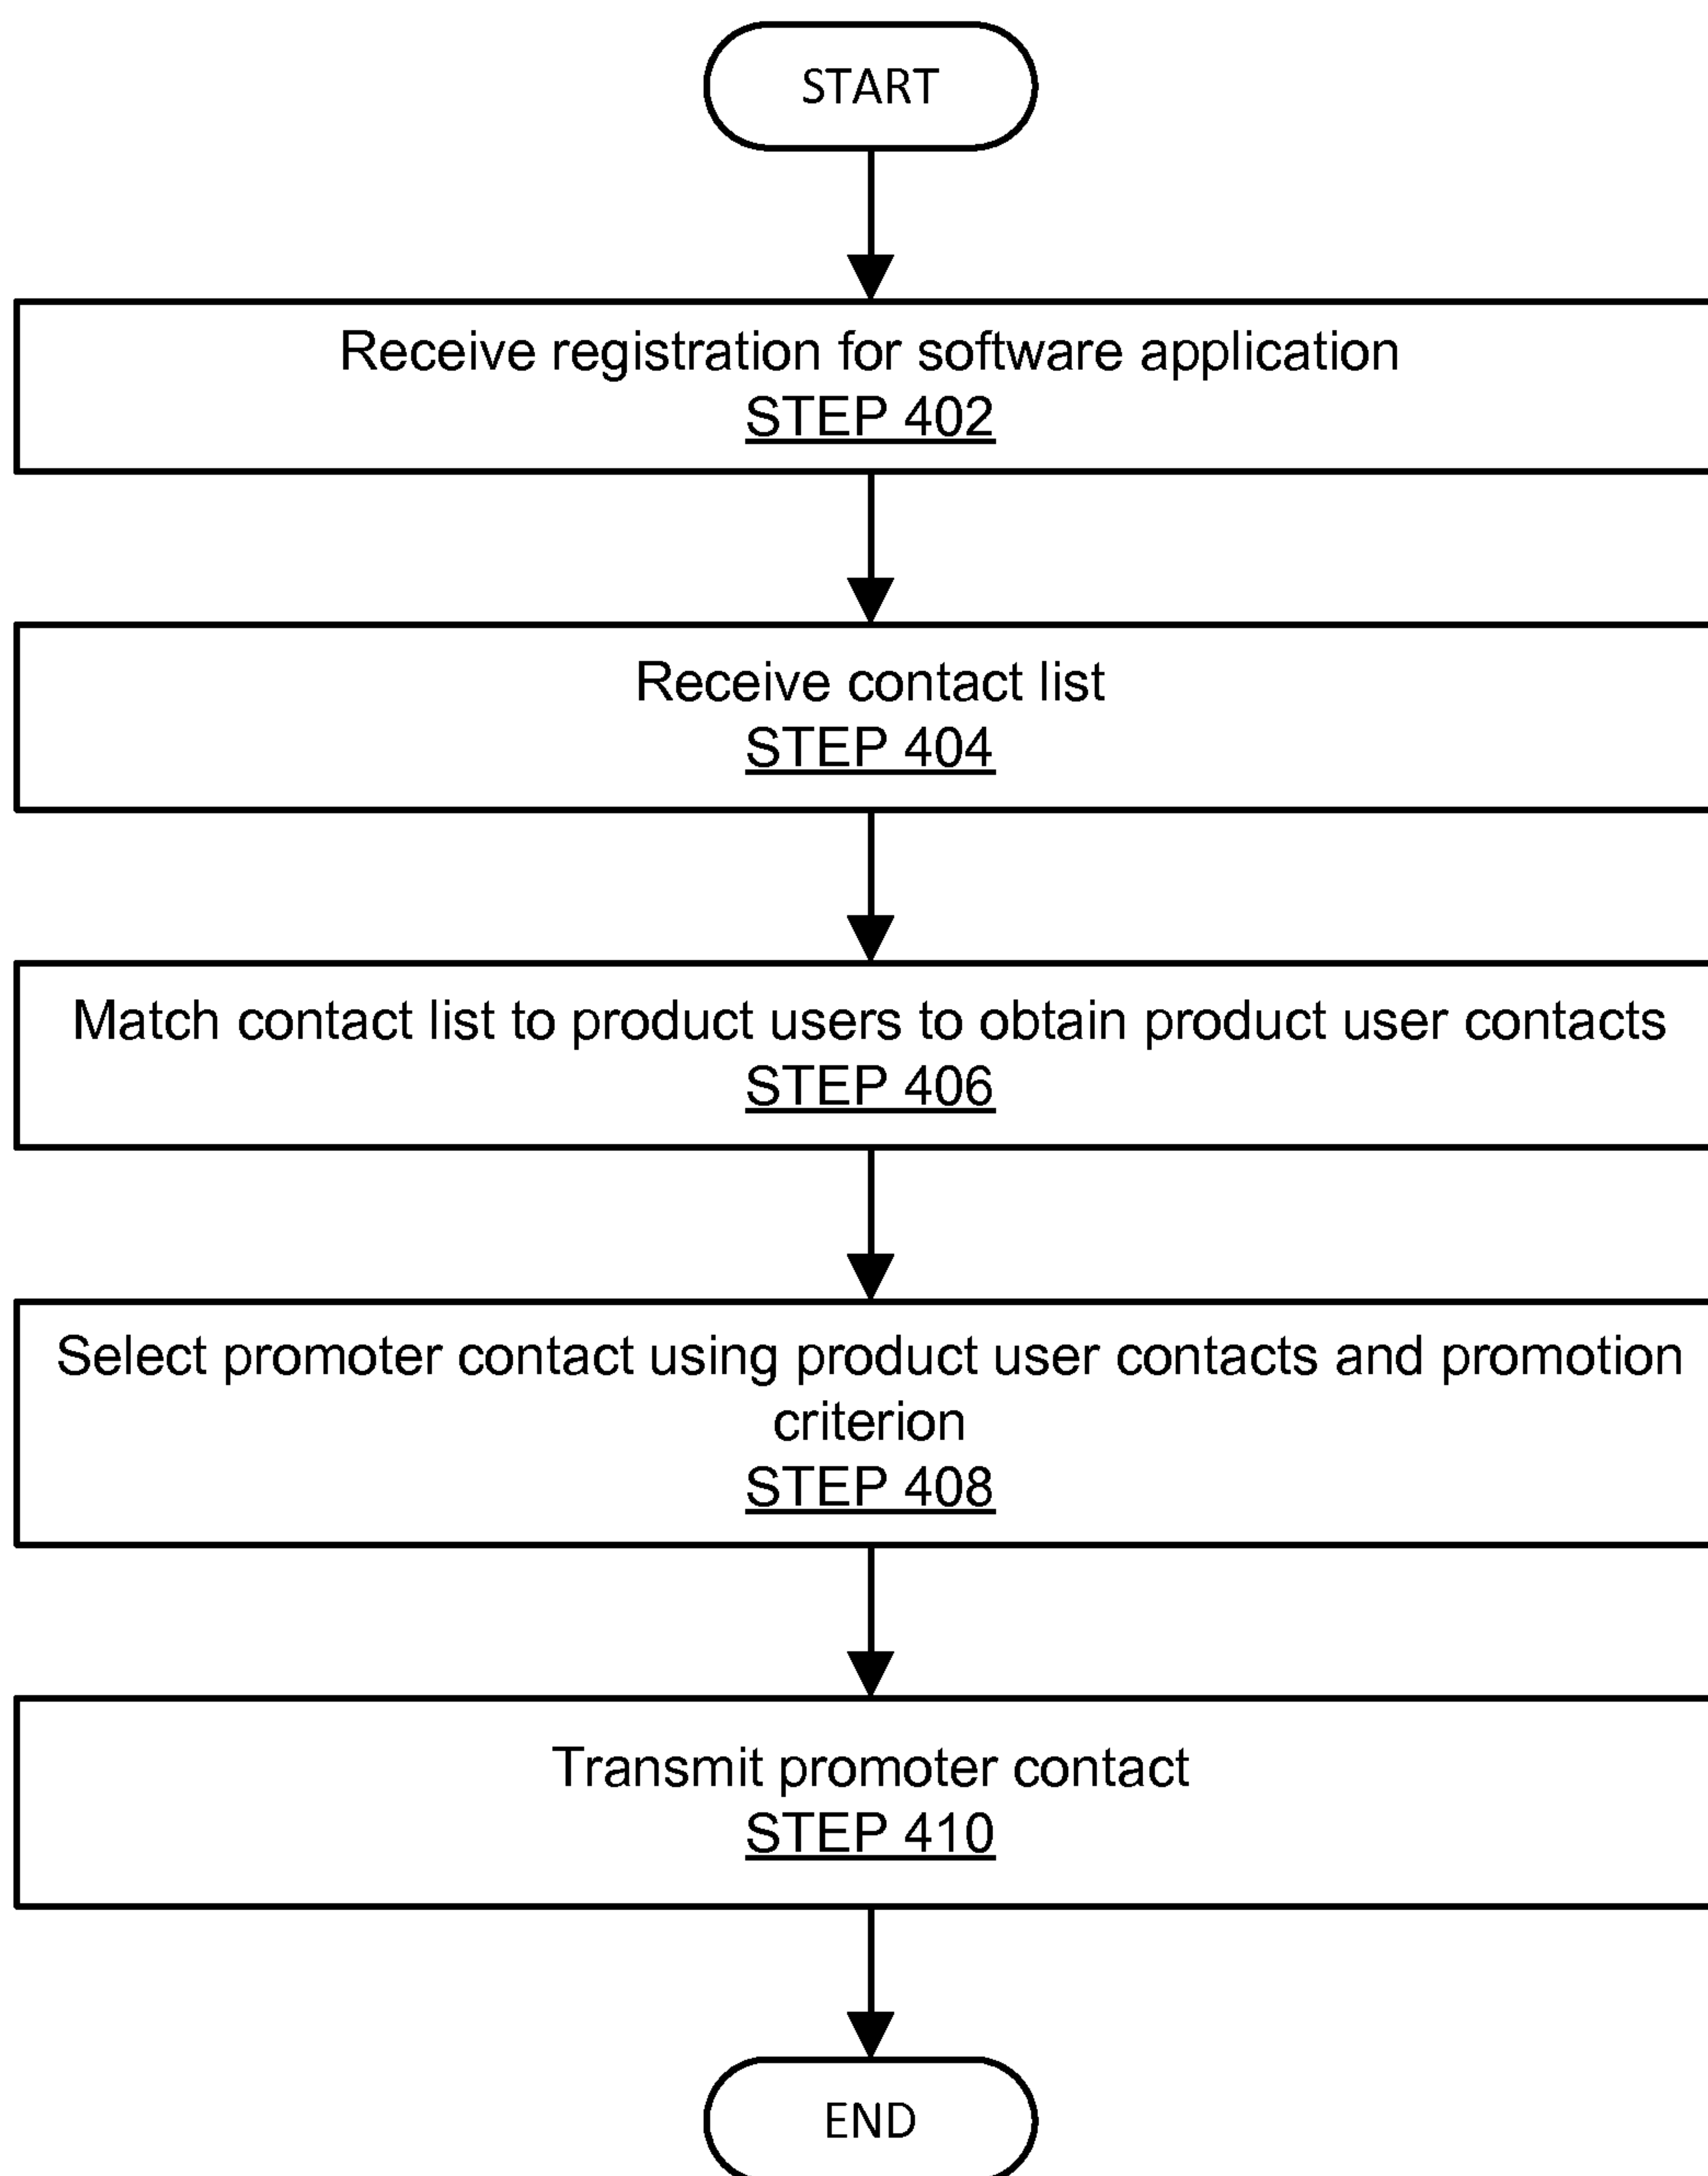 START
Receive registration for software application
STEP 402
Receive contact list
STEP 404
Match contact list to product users to obtain product user contacts
STEP 406
Select promoter contact using product user contacts and promotion
criterion
STEP 408
Transmit promoter contact
STEP 410
END